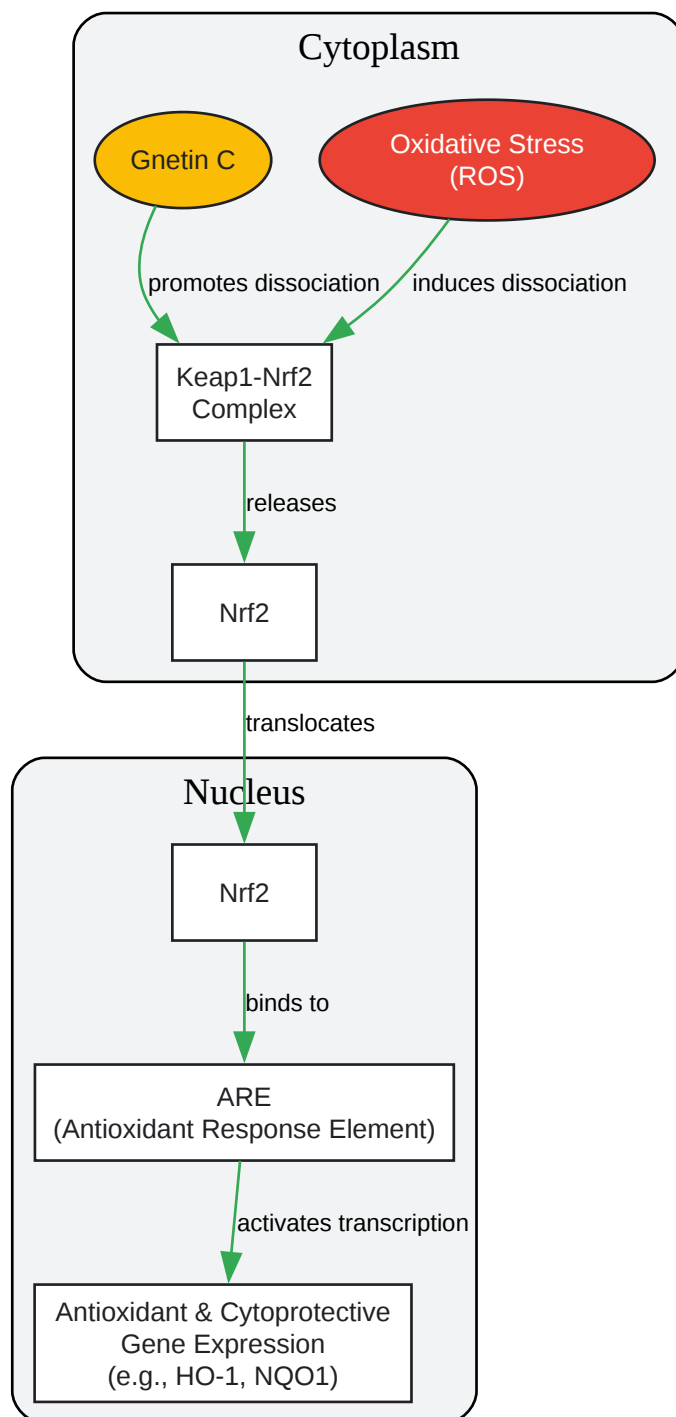 Cytoplasm
Gnetin C
Oxidative Stress
(ROS)
promotes dissociation
induces dissociation
Keap1-Nrf2
Complex
releases
Nrf2
translocates
Nucleus
Nrf2
binds to
ARE
(Antioxidant Response Element)
activates transcription
Antioxidant & Cytoprotective
Gene Expression
(e.g., HO-1, NQO1)